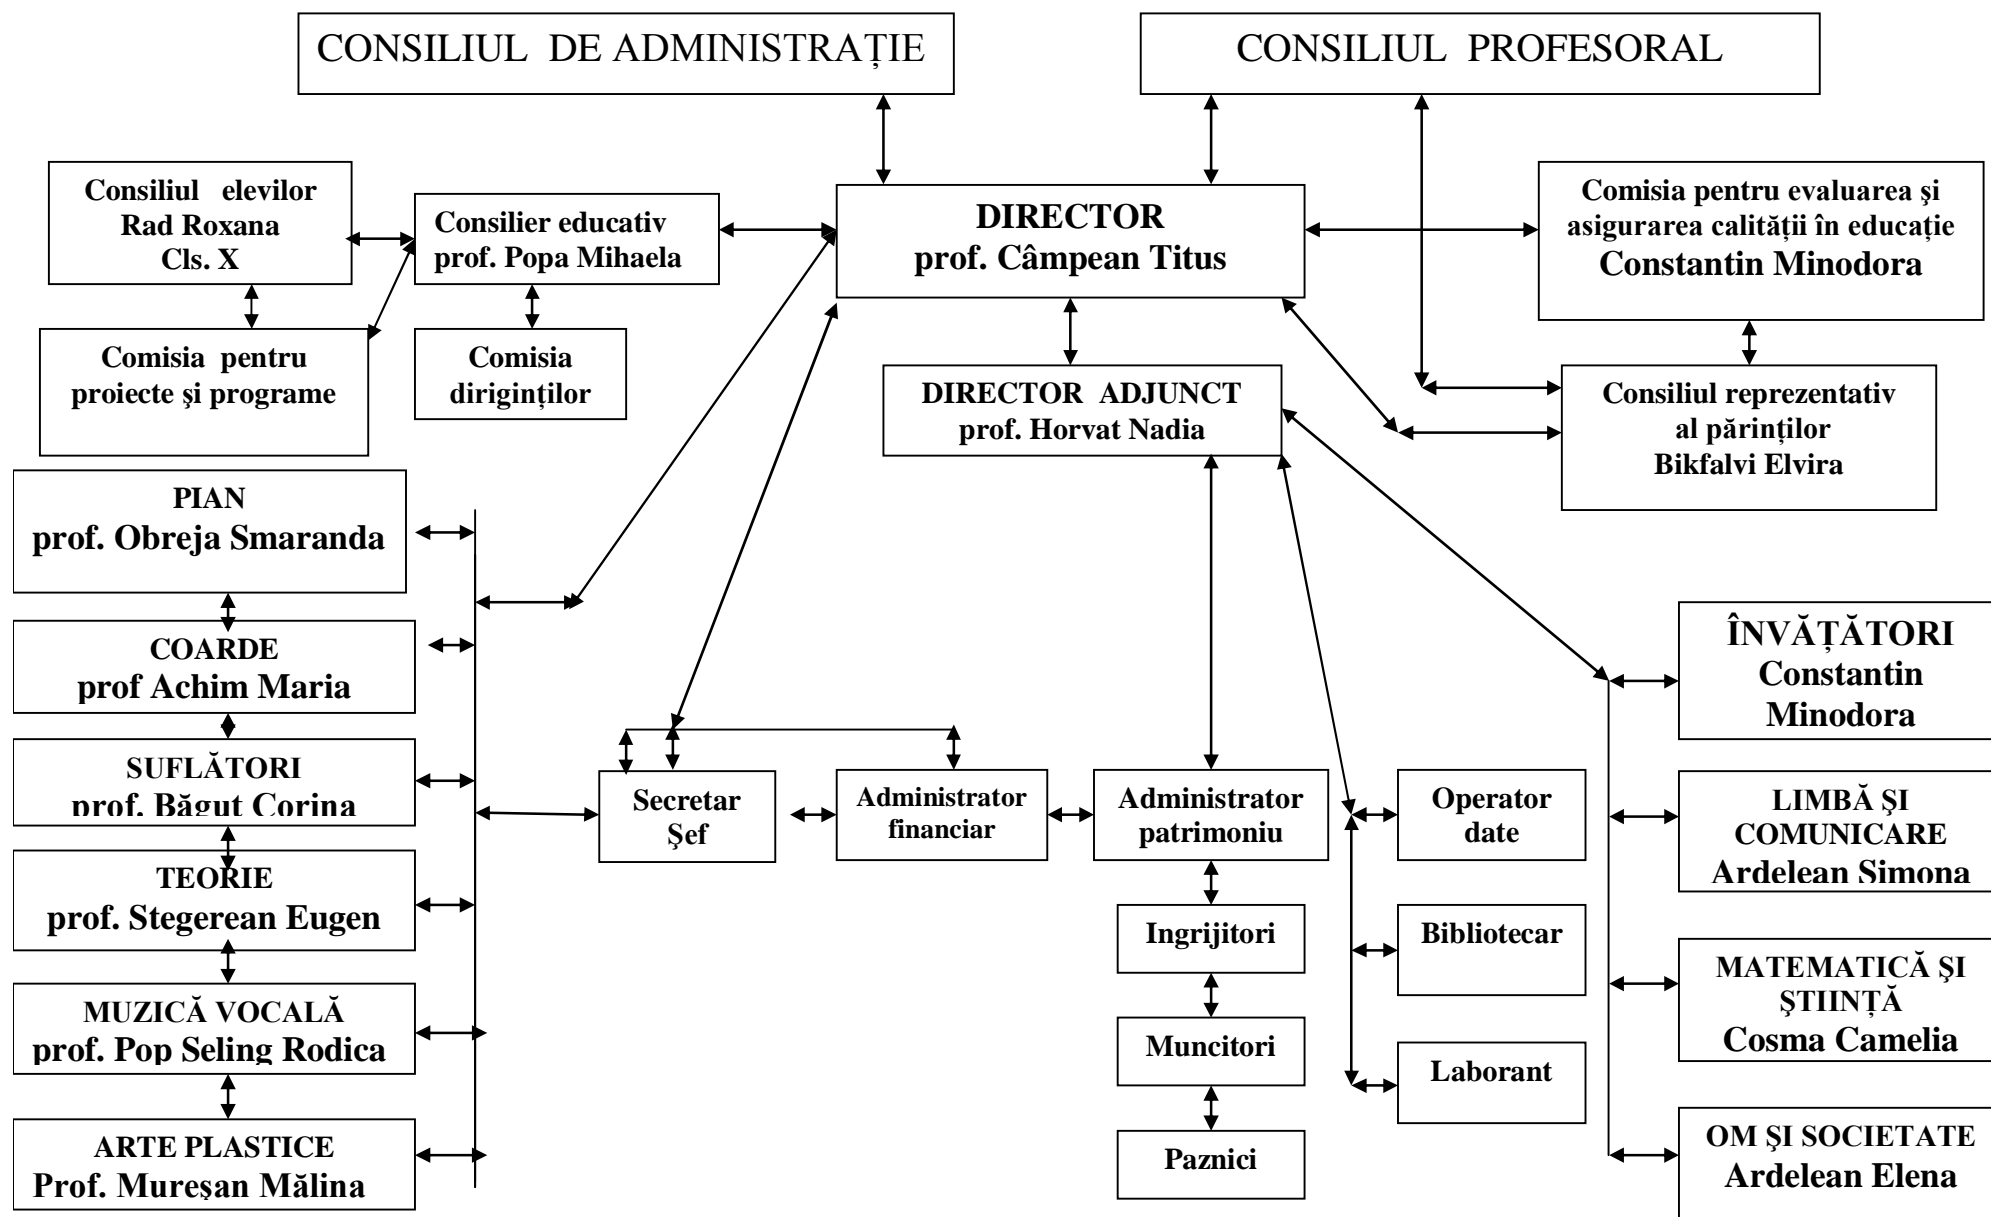 CONSILIUL DE ADMINISTRAȚIE
CONSILIUL PROFESORAL
Consiliul elevilor
Rad Roxana
Cls. X
Consilier educativ
prof. Popa Mihaela
DIRECTOR
prof. Câmpean Titus
Comisia pentru evaluarea şi
asigurarea calității în educație
Constantin Minodora
Comisia pentru
proiecte şi programe
Comisia
diriginților
DIRECTOR ADJUNCT
prof. Horvat Nadia
Consiliul reprezentativ
al părinților
Bikfalvi Elvira
PIAN
prof. Obreja Smaranda
COARDE
prof Achim Maria
SUFLĂTORI
prof. Băgut Corina
TEORIE
prof. Stegerean Eugen
MUZICĂ VOCALĂ
prof. Pop Seling Rodica
ARTE PLASTICE
Prof. Mureşan Mălina
Secretar
Şef
Administrator
financiar
Administrator
patrimoniu
Operator
date
Ingrijitori
Bibliotecar
Muncitori
Laborant
Paznici
ÎNVĂȚĂTORI
Constantin
Minodora
LIMBĂ ŞI
COMUNICARE
Ardelean Simona
MATEMATICĂ ŞI
ŞTIINȚĂ
Cosma Camelia
OM ŞI SOCIETATE
Ardelean Elena